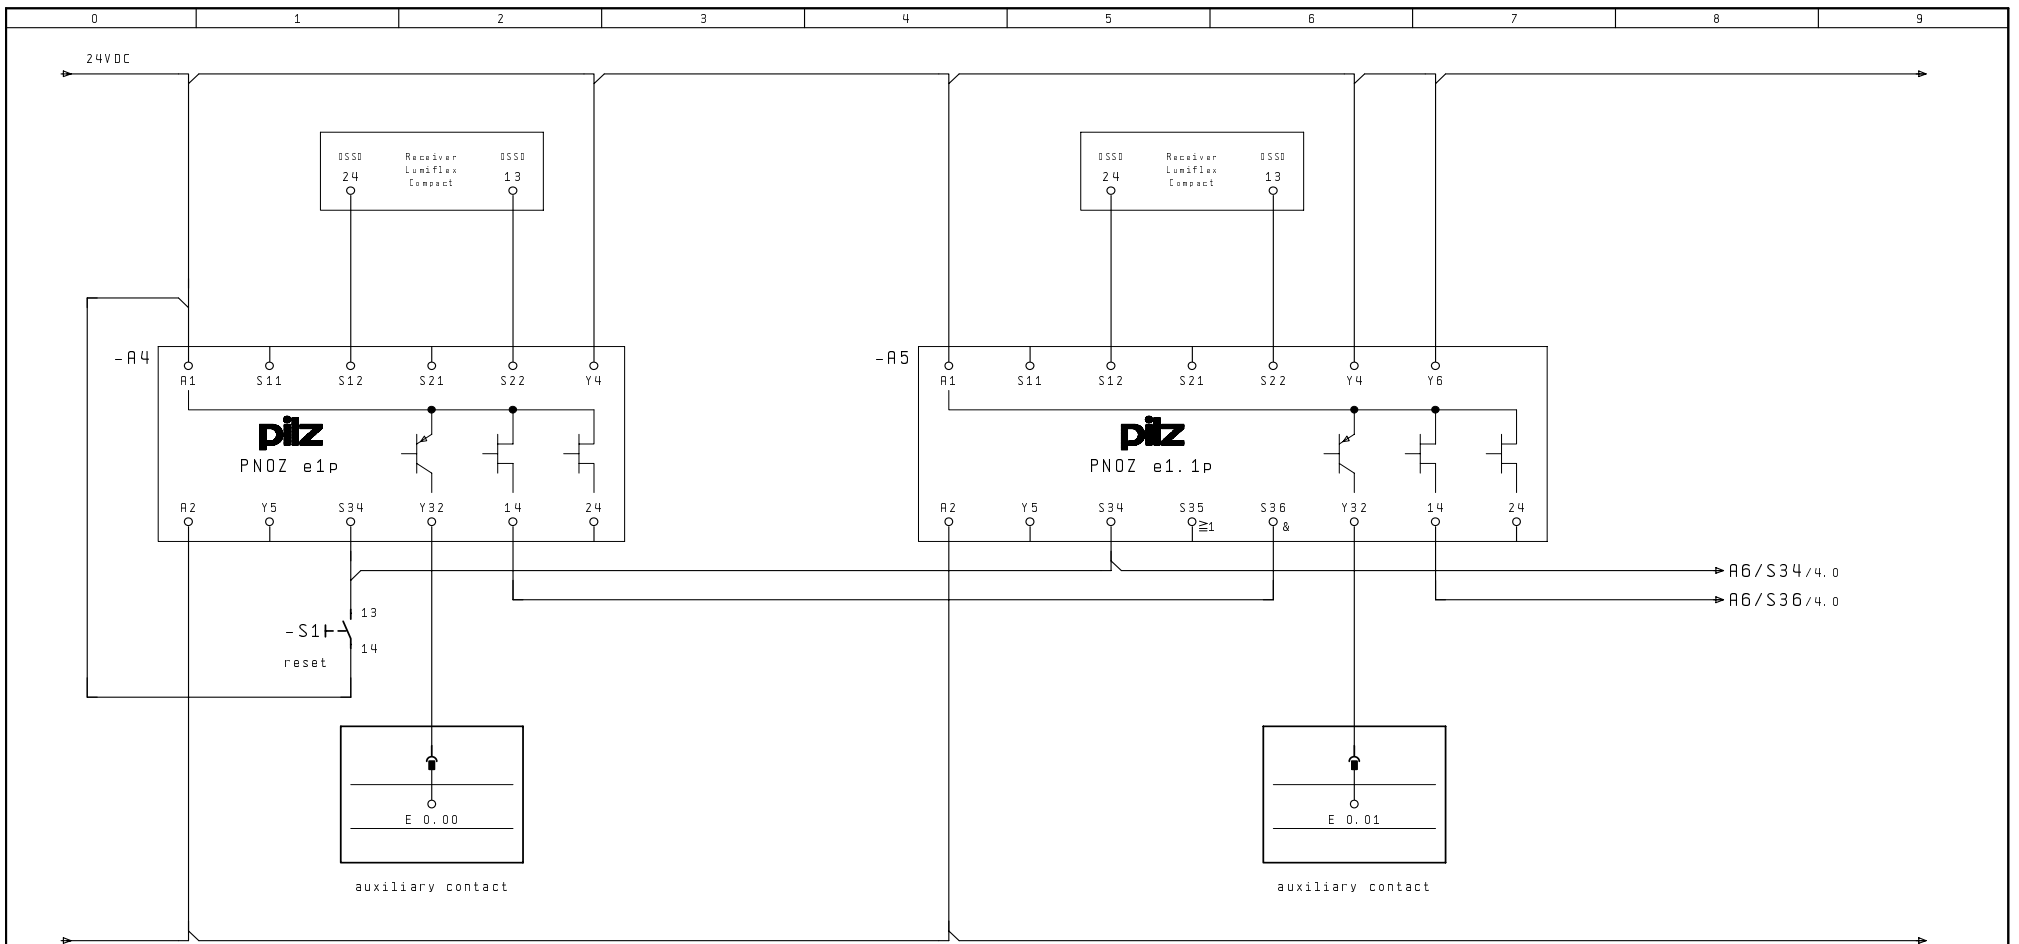 0 1 2 3 4 5 6 7 8 9
24VDC
OSSD Receiver OSSD
Lumiflex
24 Compact 13
OSSD Receiver OSSD
Lumiflex
24 Compact 13
-A4
A1 S11 S12 S21 S22 Y4
pilz
PNOZ e1p
A2 Y5 S34 Y32 14 24
-A5
A1 S11 S12 S21 S22 Y4 Y6
pilz
PNOZ e1.1p
A2 Y5 S34 S35 S36 Y32 14 24
≧1 &
A6/S34/4.0
A6/S36/4.0
13
-S1
14
reset
E 0.00
auxiliary contact
E 0.01
auxiliary contact